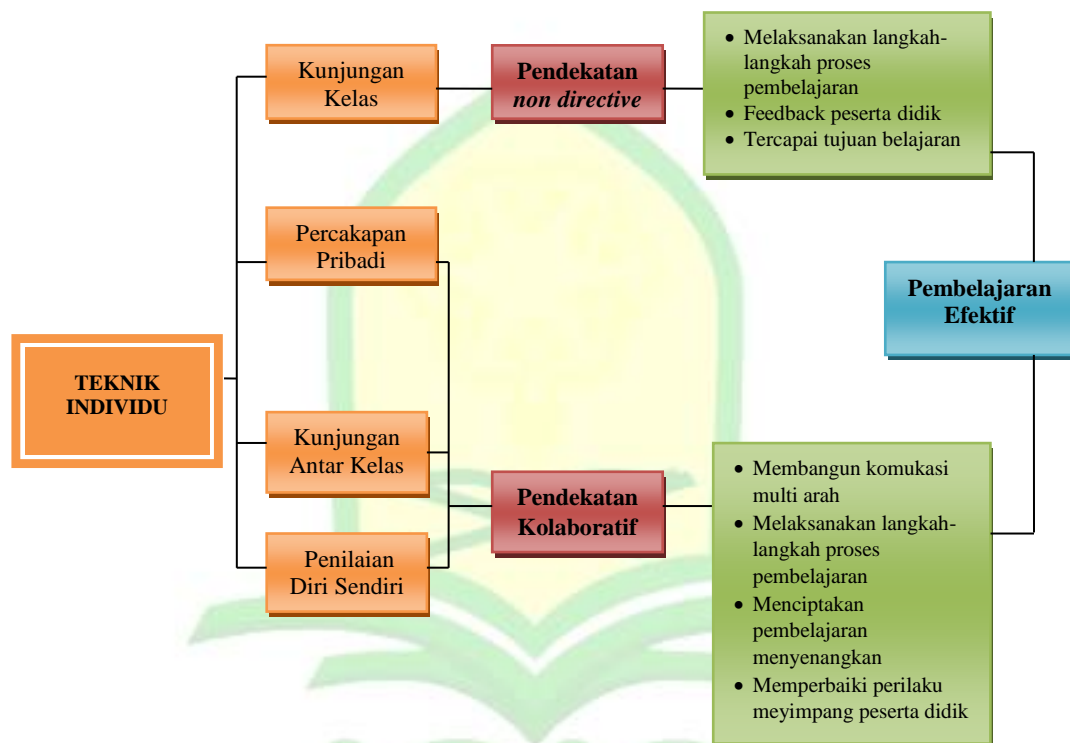 Kunjungan
Kelas
Pendekatan
non directive
• Melaksanakan langkah-
langkah proses
pembelajaran
• Feedback peserta didik
• Tercapai tujuan belajaran
Percakapan
Pribadi
Pembelajaran
Efektif
TEKNIK
INDIVIDU
Kunjungan
Antar Kelas
Pendekatan
Kolaboratif
Penilaian
Diri Sendiri
• Membangun komukasi
multi arah
• Melaksanakan langkah-
langkah proses
pembelajaran
• Menciptakan
pembelajaran
menyenangkan
• Memperbaiki perilaku
meyimpang peserta didik